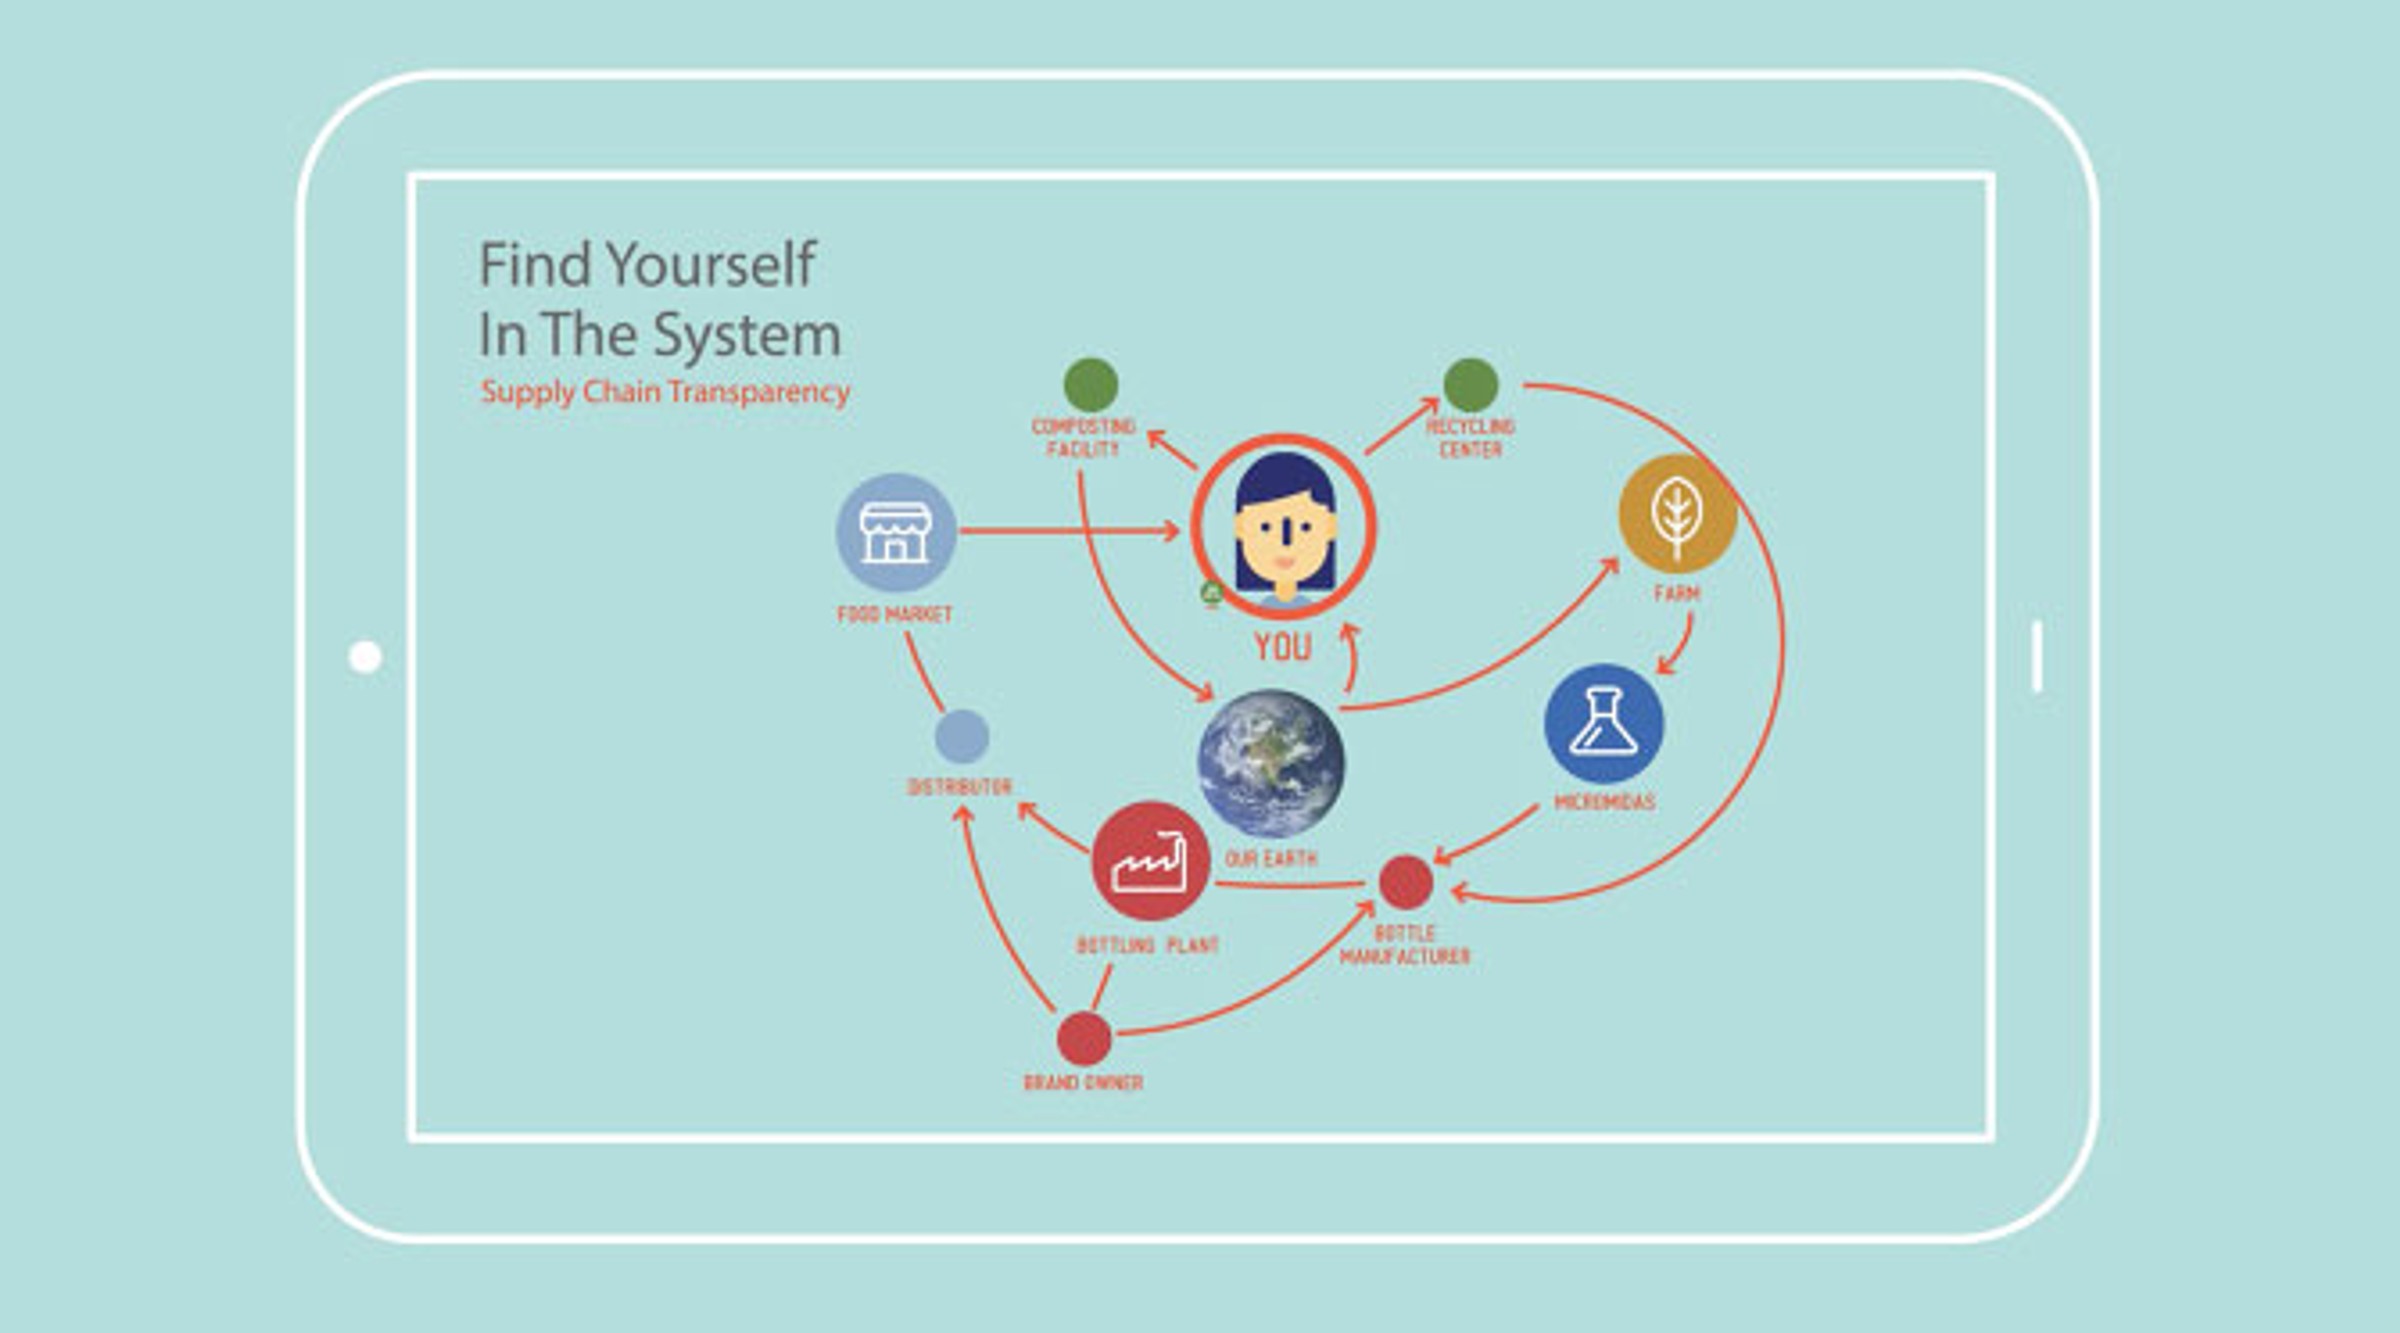 Find Yourself
In The System
Supply Chain Transparency
COMPOSTING
FACILITY
RECYCLING
CENTER
FOOD MARKET
YOU
FARM
DISTRIBUTOR
MICROMIDAS
OUR EARTH
BOTTLING PLANT
BOTTLE
MANUFACTURER
BRAND OWNER